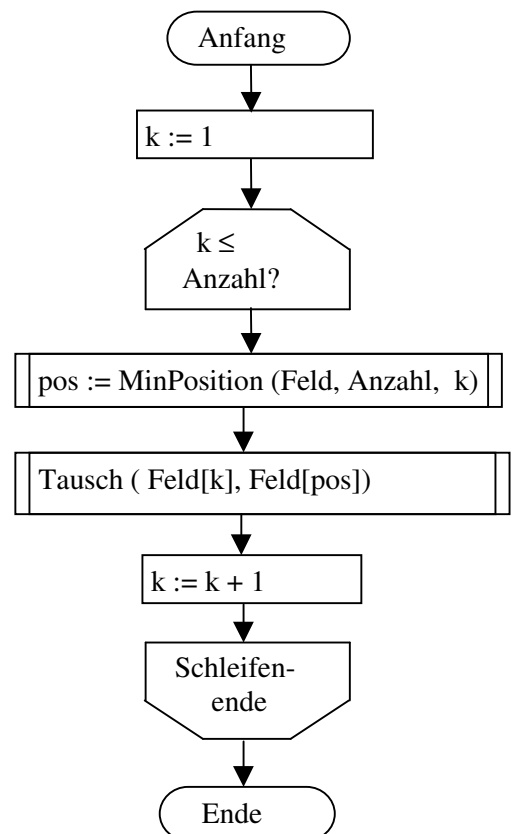 Anfang
k := 1
k ≤
Anzahl?
pos := MinPosition (Feld, Anzahl, k)
Tausch ( Feld[k], Feld[pos])
k := k + 1
Schleifen-
ende
Ende